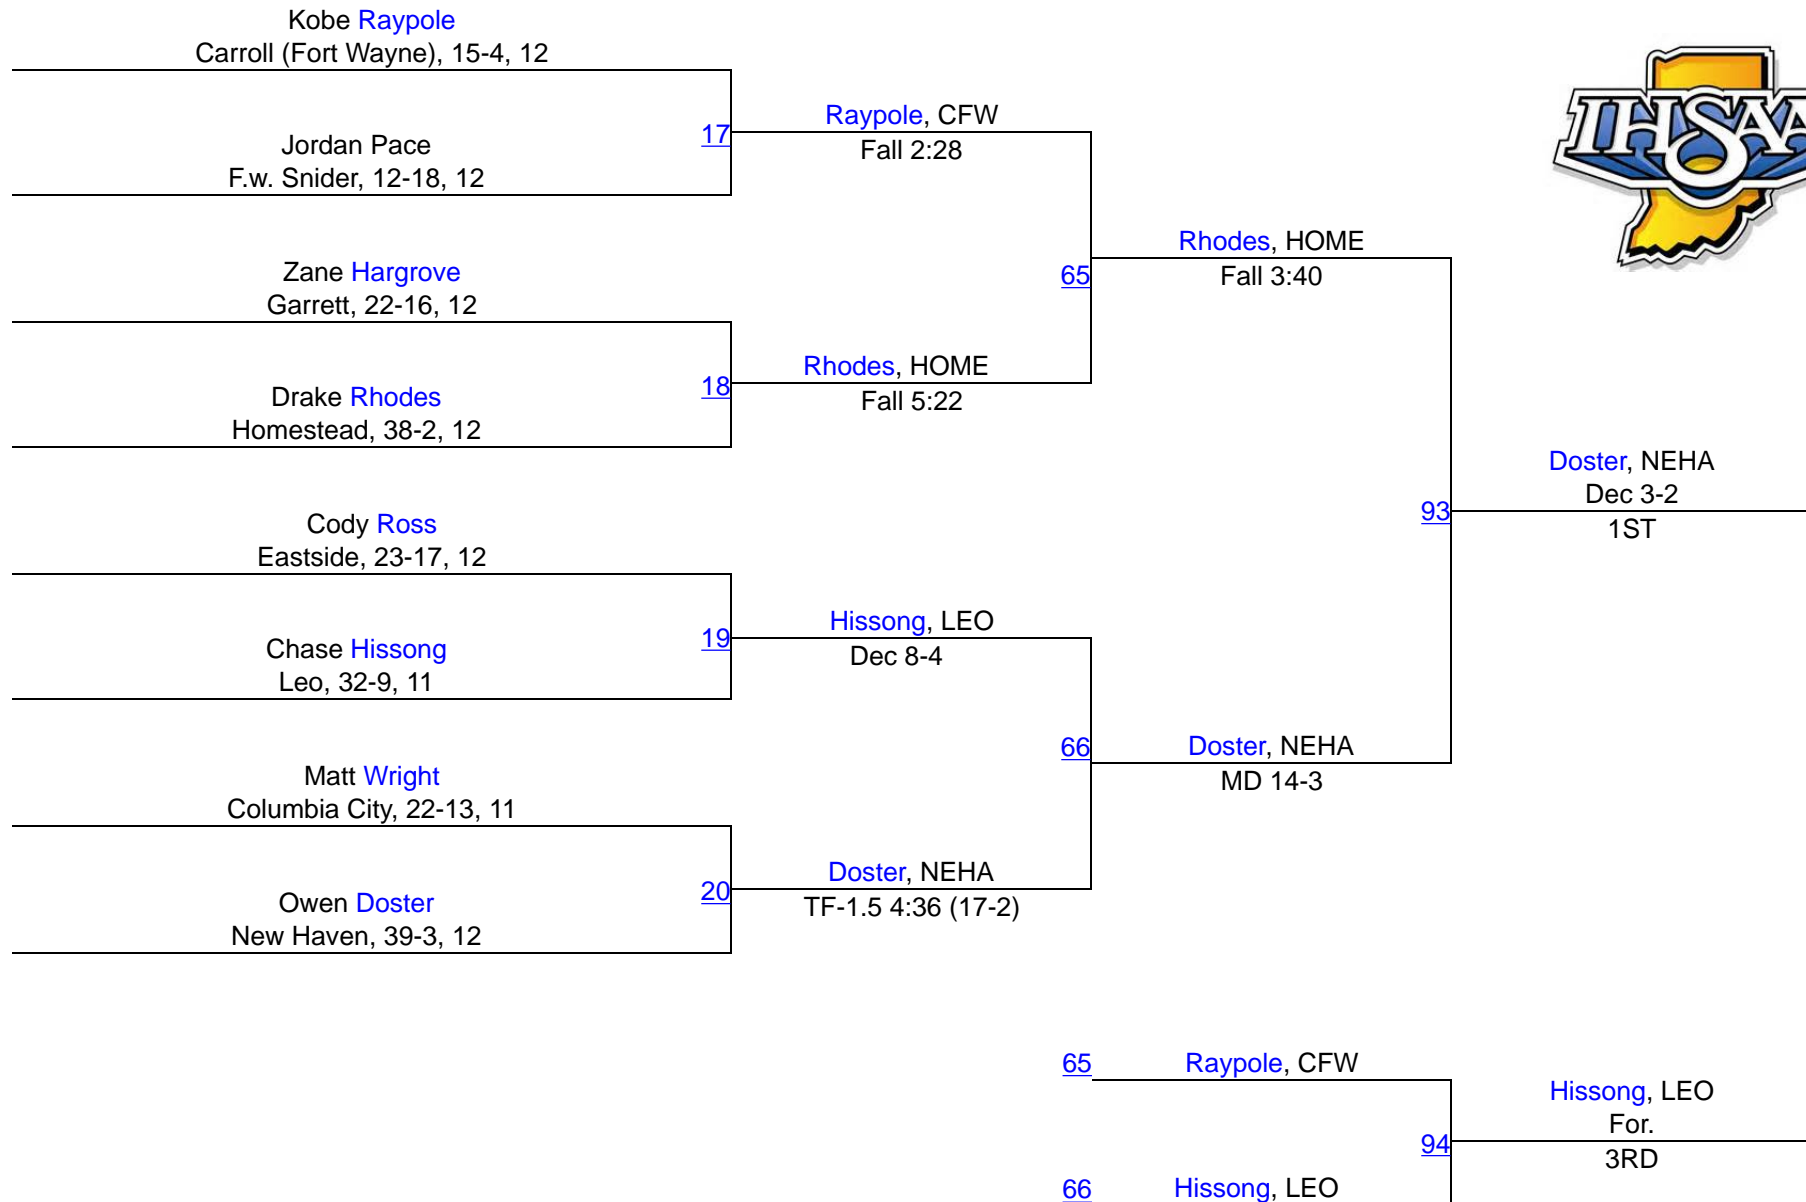 Kobe Raypole
Carroll (Fort Wayne), 15-4, 12
Jordan Pace
F.w. Snider, 12-18, 12
17
Raypole, CFW
Fall 2:28
Zane Hargrove
Garrett, 22-16, 12
Drake Rhodes
Homestead, 38-2, 12
18
Rhodes, HOME
Fall 5:22
65
Rhodes, HOME
Fall 3:40
IHSAA
Cody Ross
Eastside, 23-17, 12
Chase Hissong
Leo, 32-9, 11
19
Hissong, LEO
Dec 8-4
Matt Wright
Columbia City, 22-13, 11
Owen Doster
New Haven, 39-3, 12
20
Doster, NEHA
TF-1.5 4:36 (17-2)
66
Doster, NEHA
MD 14-3
93
Doster, NEHA
Dec 3-2
1ST
65
Raypole, CFW
66
Hissong, LEO
94
Hissong, LEO
For.
3RD